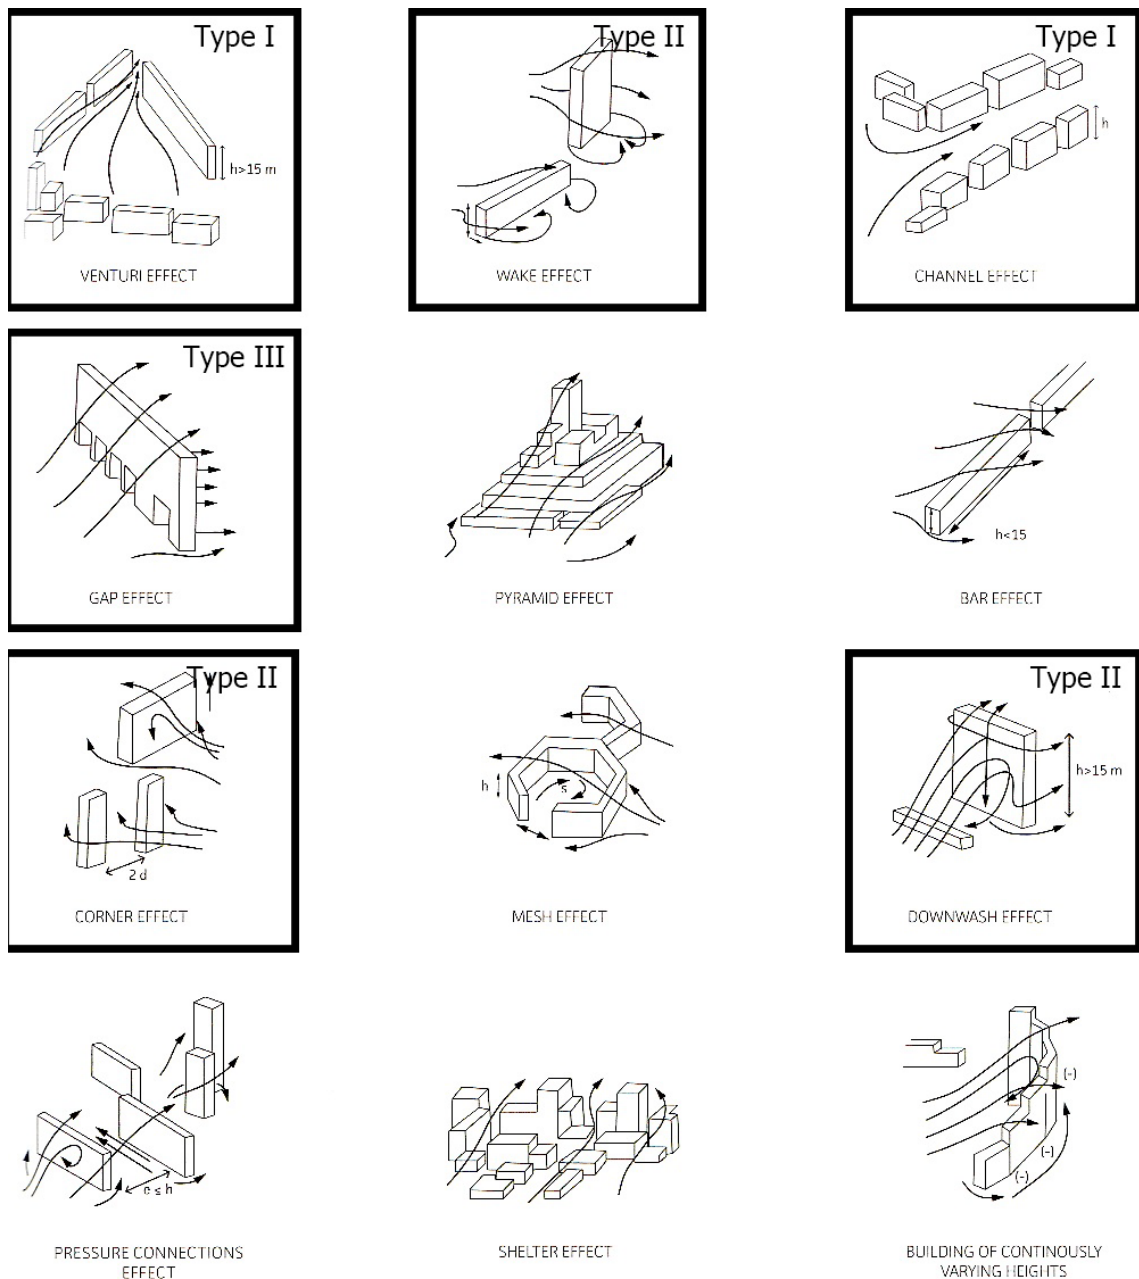 Type I
h>15 m
VENTURI EFFECT
Type II
WAKE EFFECT
Type I
h
CHANNEL EFFECT
Type III
GAP EFFECT
PYRAMID EFFECT
h<15
BAR EFFECT
Type II
2 d
CORNER EFFECT
h
s
MESH EFFECT
Type II
h>15 m
DOWNWASH EFFECT
e ≤ h
PRESSURE CONNECTIONS
EFFECT
SHELTER EFFECT
(-)
(-)
(-)
BUILDING OF CONTINOUSLY
VARYING HEIGHTS